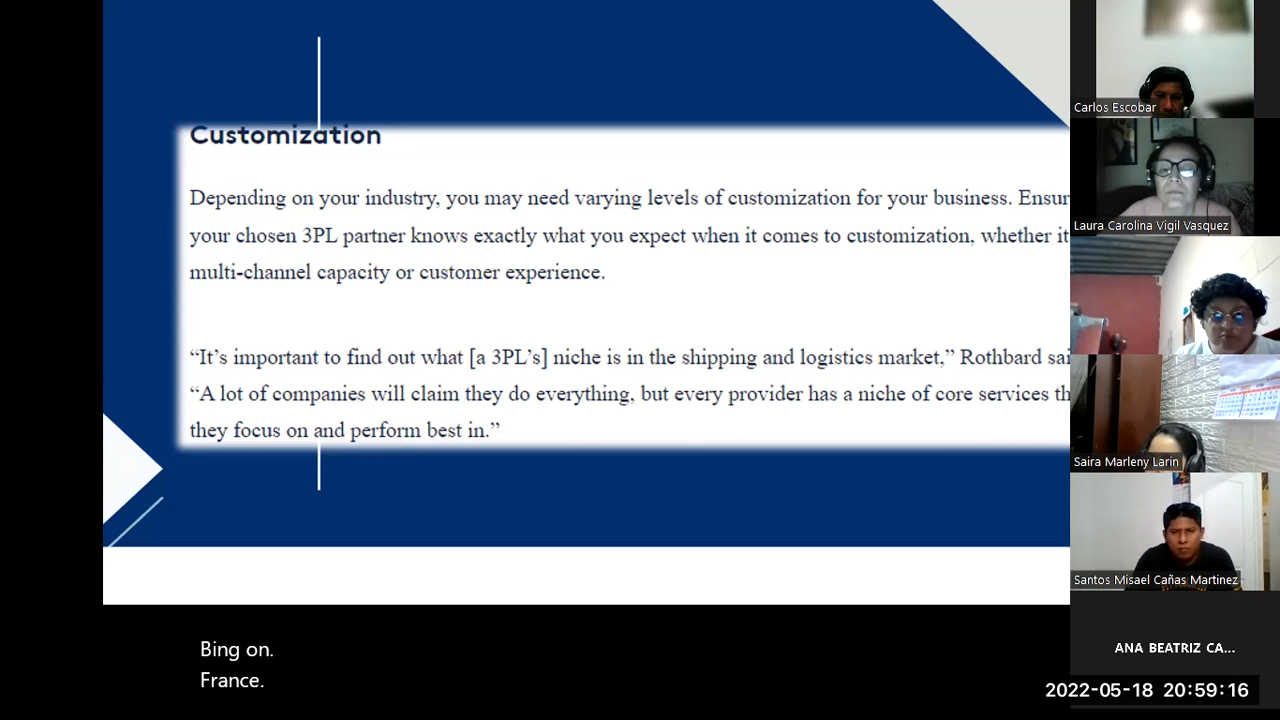 Customization
Depending on your industry, you may need varying levels of customization for your business. Ensur
your chosen 3PL partner knows exactly what you expect when it comes to customization, whether it
multi-channel capacity or customer experience.
“It’s important to find out what [a 3PL’s] niche is in the shipping and logistics market,” Rothbard sai
“A lot of companies will claim they do everything, but every provider has a niche of core services th
they focus on and perform best in.”
Bing on.
France.
Carlos Escobar
Laura Carolina Vigil Vasquez
Saira Marleny Larin
Santos Misael Cañas Martinez
ANA BEATRIZ CA...
2022-05-18 20:59:16